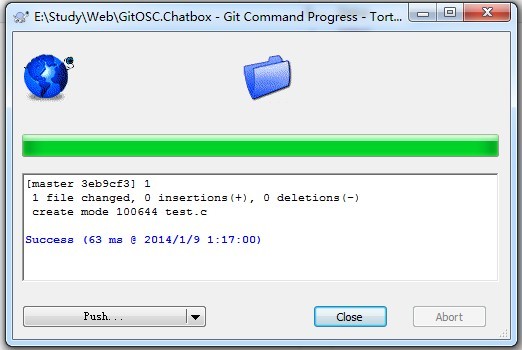 E:\Study\Web\GitOSC.Chatbox - Git Command Progress - Tort...
[master 3eb9cf3] 1
1 file changed, 0 insertions(+), 0 deletions(-)
create mode 100644 test.c
Success (63 ms @ 2014/1/9 1:17:00)
Push...
Close
Abort